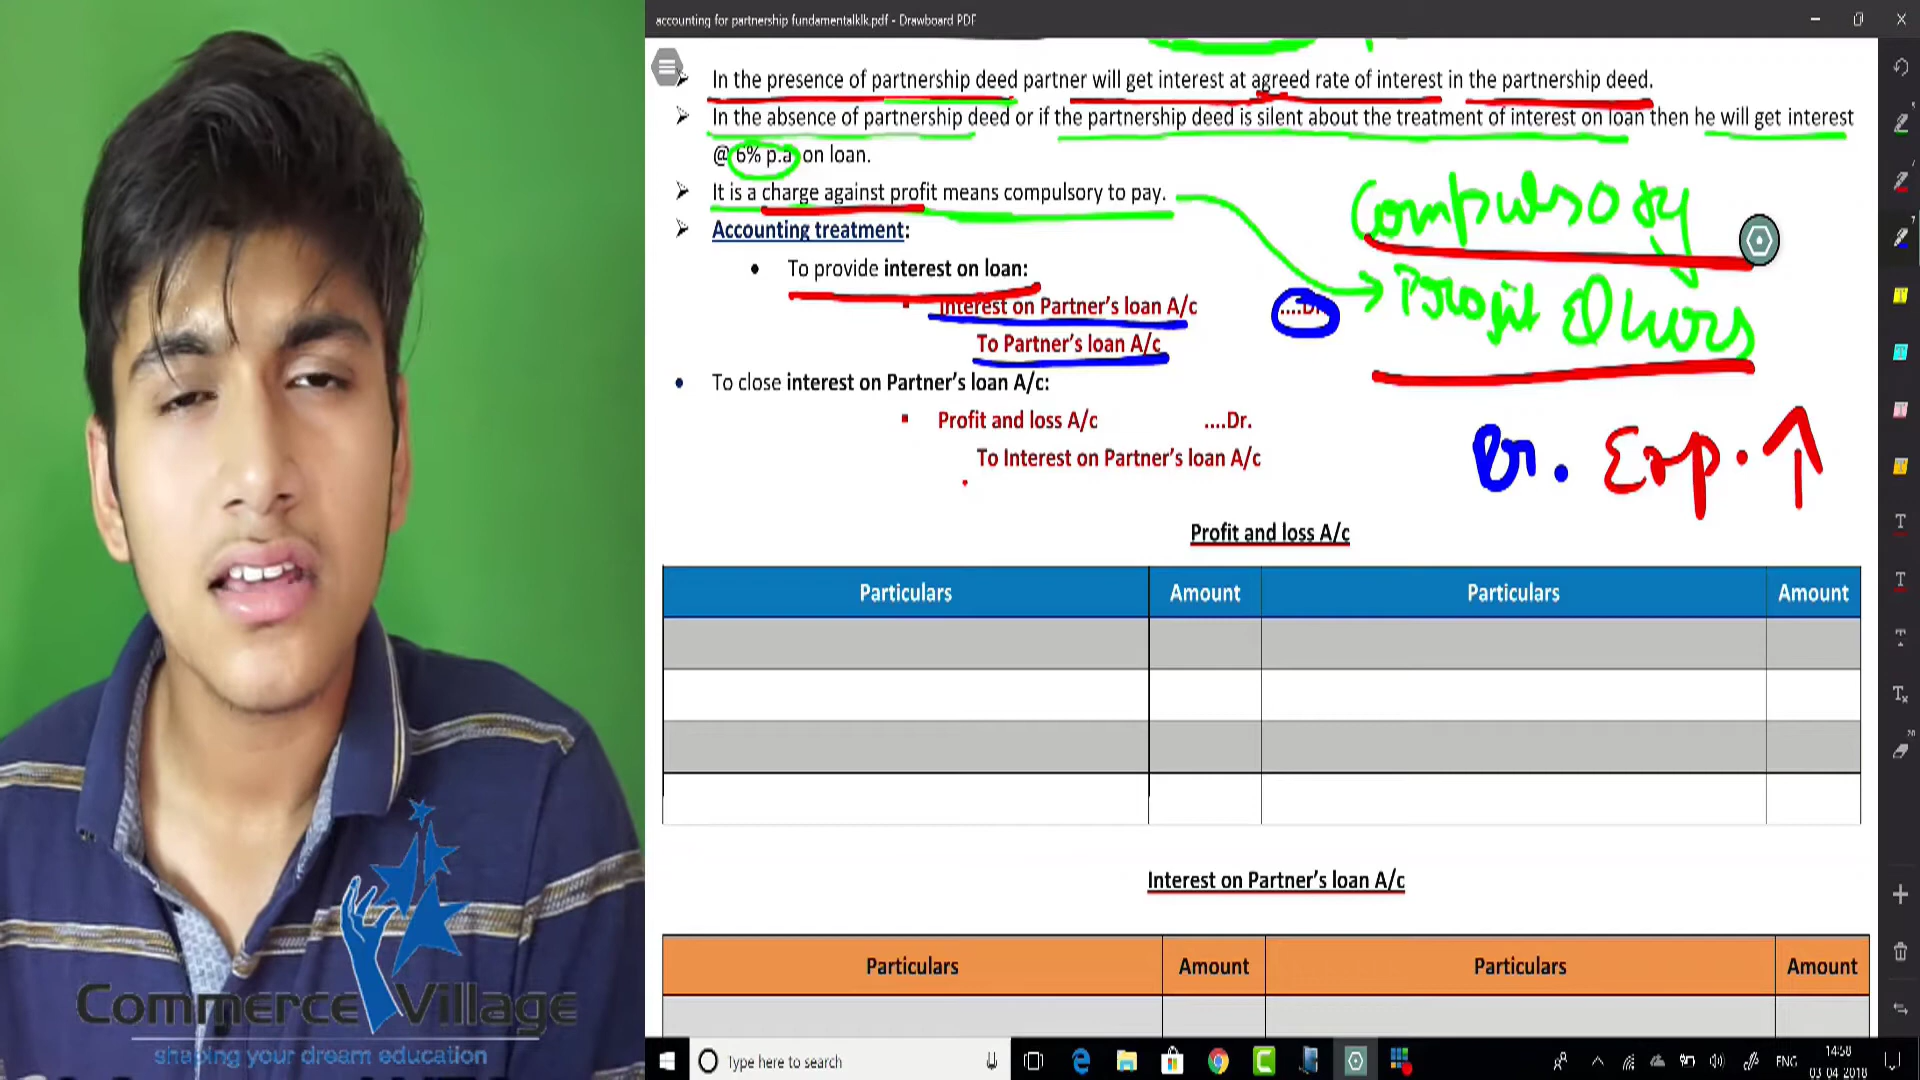 accounting for partnership fundamentalklk.pdf - Drawboard PDF
In the presence of partnership deed partner will get interest at agreed rate of interest in the partnership deed.
In the absence of partnership deed or if the partnership deed is silent about the treatment of interest on loan then he will get interest
@ 6% p.a on loan.
It is a charge against profit means compulsory to pay.
Compulsory
Accounting treatment:
To provide interest on loan:
Interest on Partner's loan A/c ....Dr
Profit
To Partner's loan A/c
To close interest on Partner's loan A/c:
Profit and loss A/c ....Dr.
To Interest on Partner's loan A/c
Dr. Exp.
Profit and loss A/c
Particulars Amount Particulars Amount
Interest on Partner's loan A/c
Particulars Amount Particulars Amount
Commerce Village
shaping your dream education
Type here to search
ENG
14:58
03-04-2018